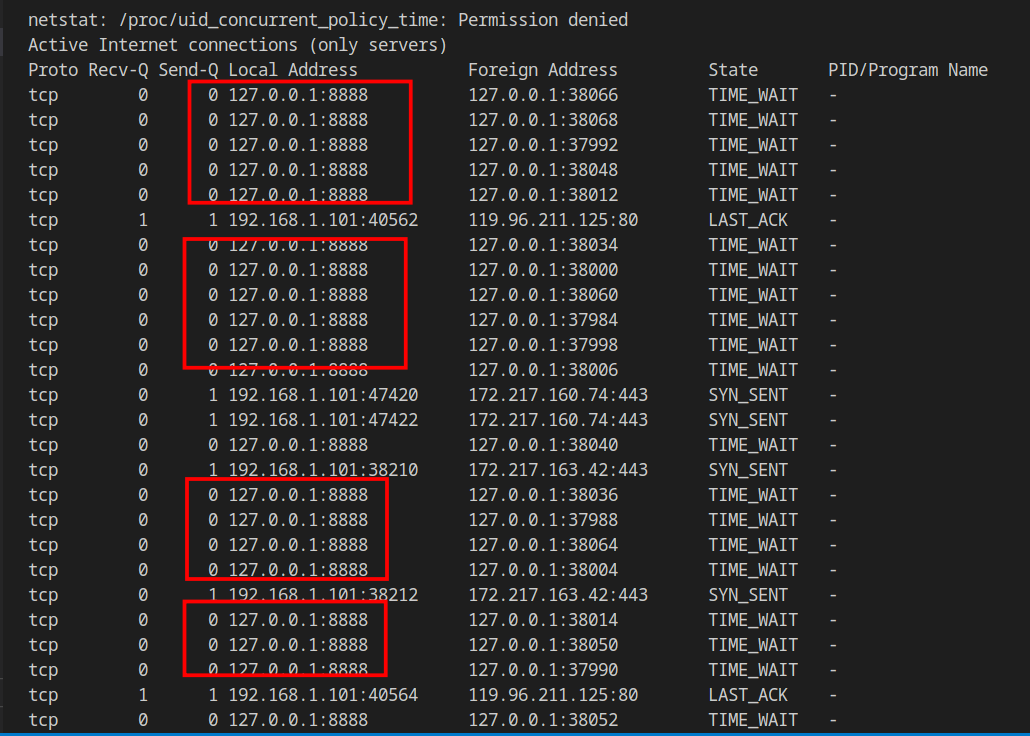 netstat: /proc/uid_concurrent_policy_time: Permission denied
Active Internet connections (only servers)
Proto Recv-Q Send-Q Local Address           Foreign Address         State       PID/Program Name
tcp        0      0 127.0.0.1:8888          127.0.0.1:38066         TIME_WAIT   -
tcp        0      0 127.0.0.1:8888          127.0.0.1:38068         TIME_WAIT   -
tcp        0      0 127.0.0.1:8888          127.0.0.1:37992         TIME_WAIT   -
tcp        0      0 127.0.0.1:8888          127.0.0.1:38048         TIME_WAIT   -
tcp        0      0 127.0.0.1:8888          127.0.0.1:38012         TIME_WAIT   -
tcp        1      1 192.168.1.101:40562     119.96.211.125:80       LAST_ACK    -
tcp        0      0 127.0.0.1:8888          127.0.0.1:38034         TIME_WAIT   -
tcp        0      0 127.0.0.1:8888          127.0.0.1:38000         TIME_WAIT   -
tcp        0      0 127.0.0.1:8888          127.0.0.1:38060         TIME_WAIT   -
tcp        0      0 127.0.0.1:8888          127.0.0.1:37984         TIME_WAIT   -
tcp        0      0 127.0.0.1:8888          127.0.0.1:37998         TIME_WAIT   -
tcp        0      0 127.0.0.1:8888          127.0.0.1:38006         TIME_WAIT   -
tcp        0      1 192.168.1.101:47420     172.217.160.74:443      SYN_SENT    -
tcp        0      1 192.168.1.101:47422     172.217.160.74:443      SYN_SENT    -
tcp        0      0 127.0.0.1:8888          127.0.0.1:38040         TIME_WAIT   -
tcp        0      1 192.168.1.101:38210     172.217.163.42:443      SYN_SENT    -
tcp        0      0 127.0.0.1:8888          127.0.0.1:38036         TIME_WAIT   -
tcp        0      0 127.0.0.1:8888          127.0.0.1:37988         TIME_WAIT   -
tcp        0      0 127.0.0.1:8888          127.0.0.1:38064         TIME_WAIT   -
tcp        0      0 127.0.0.1:8888          127.0.0.1:38004         TIME_WAIT   -
tcp        0      1 192.168.1.101:38212     172.217.163.42:443      SYN_SENT    -
tcp        0      0 127.0.0.1:8888          127.0.0.1:38014         TIME_WAIT   -
tcp        0      0 127.0.0.1:8888          127.0.0.1:38050         TIME_WAIT   -
tcp        0      0 127.0.0.1:8888          127.0.0.1:37990         TIME_WAIT   -
tcp        1      1 192.168.1.101:40564     119.96.211.125:80       LAST_ACK    -
tcp        0      0 127.0.0.1:8888          127.0.0.1:38052         TIME_WAIT   -